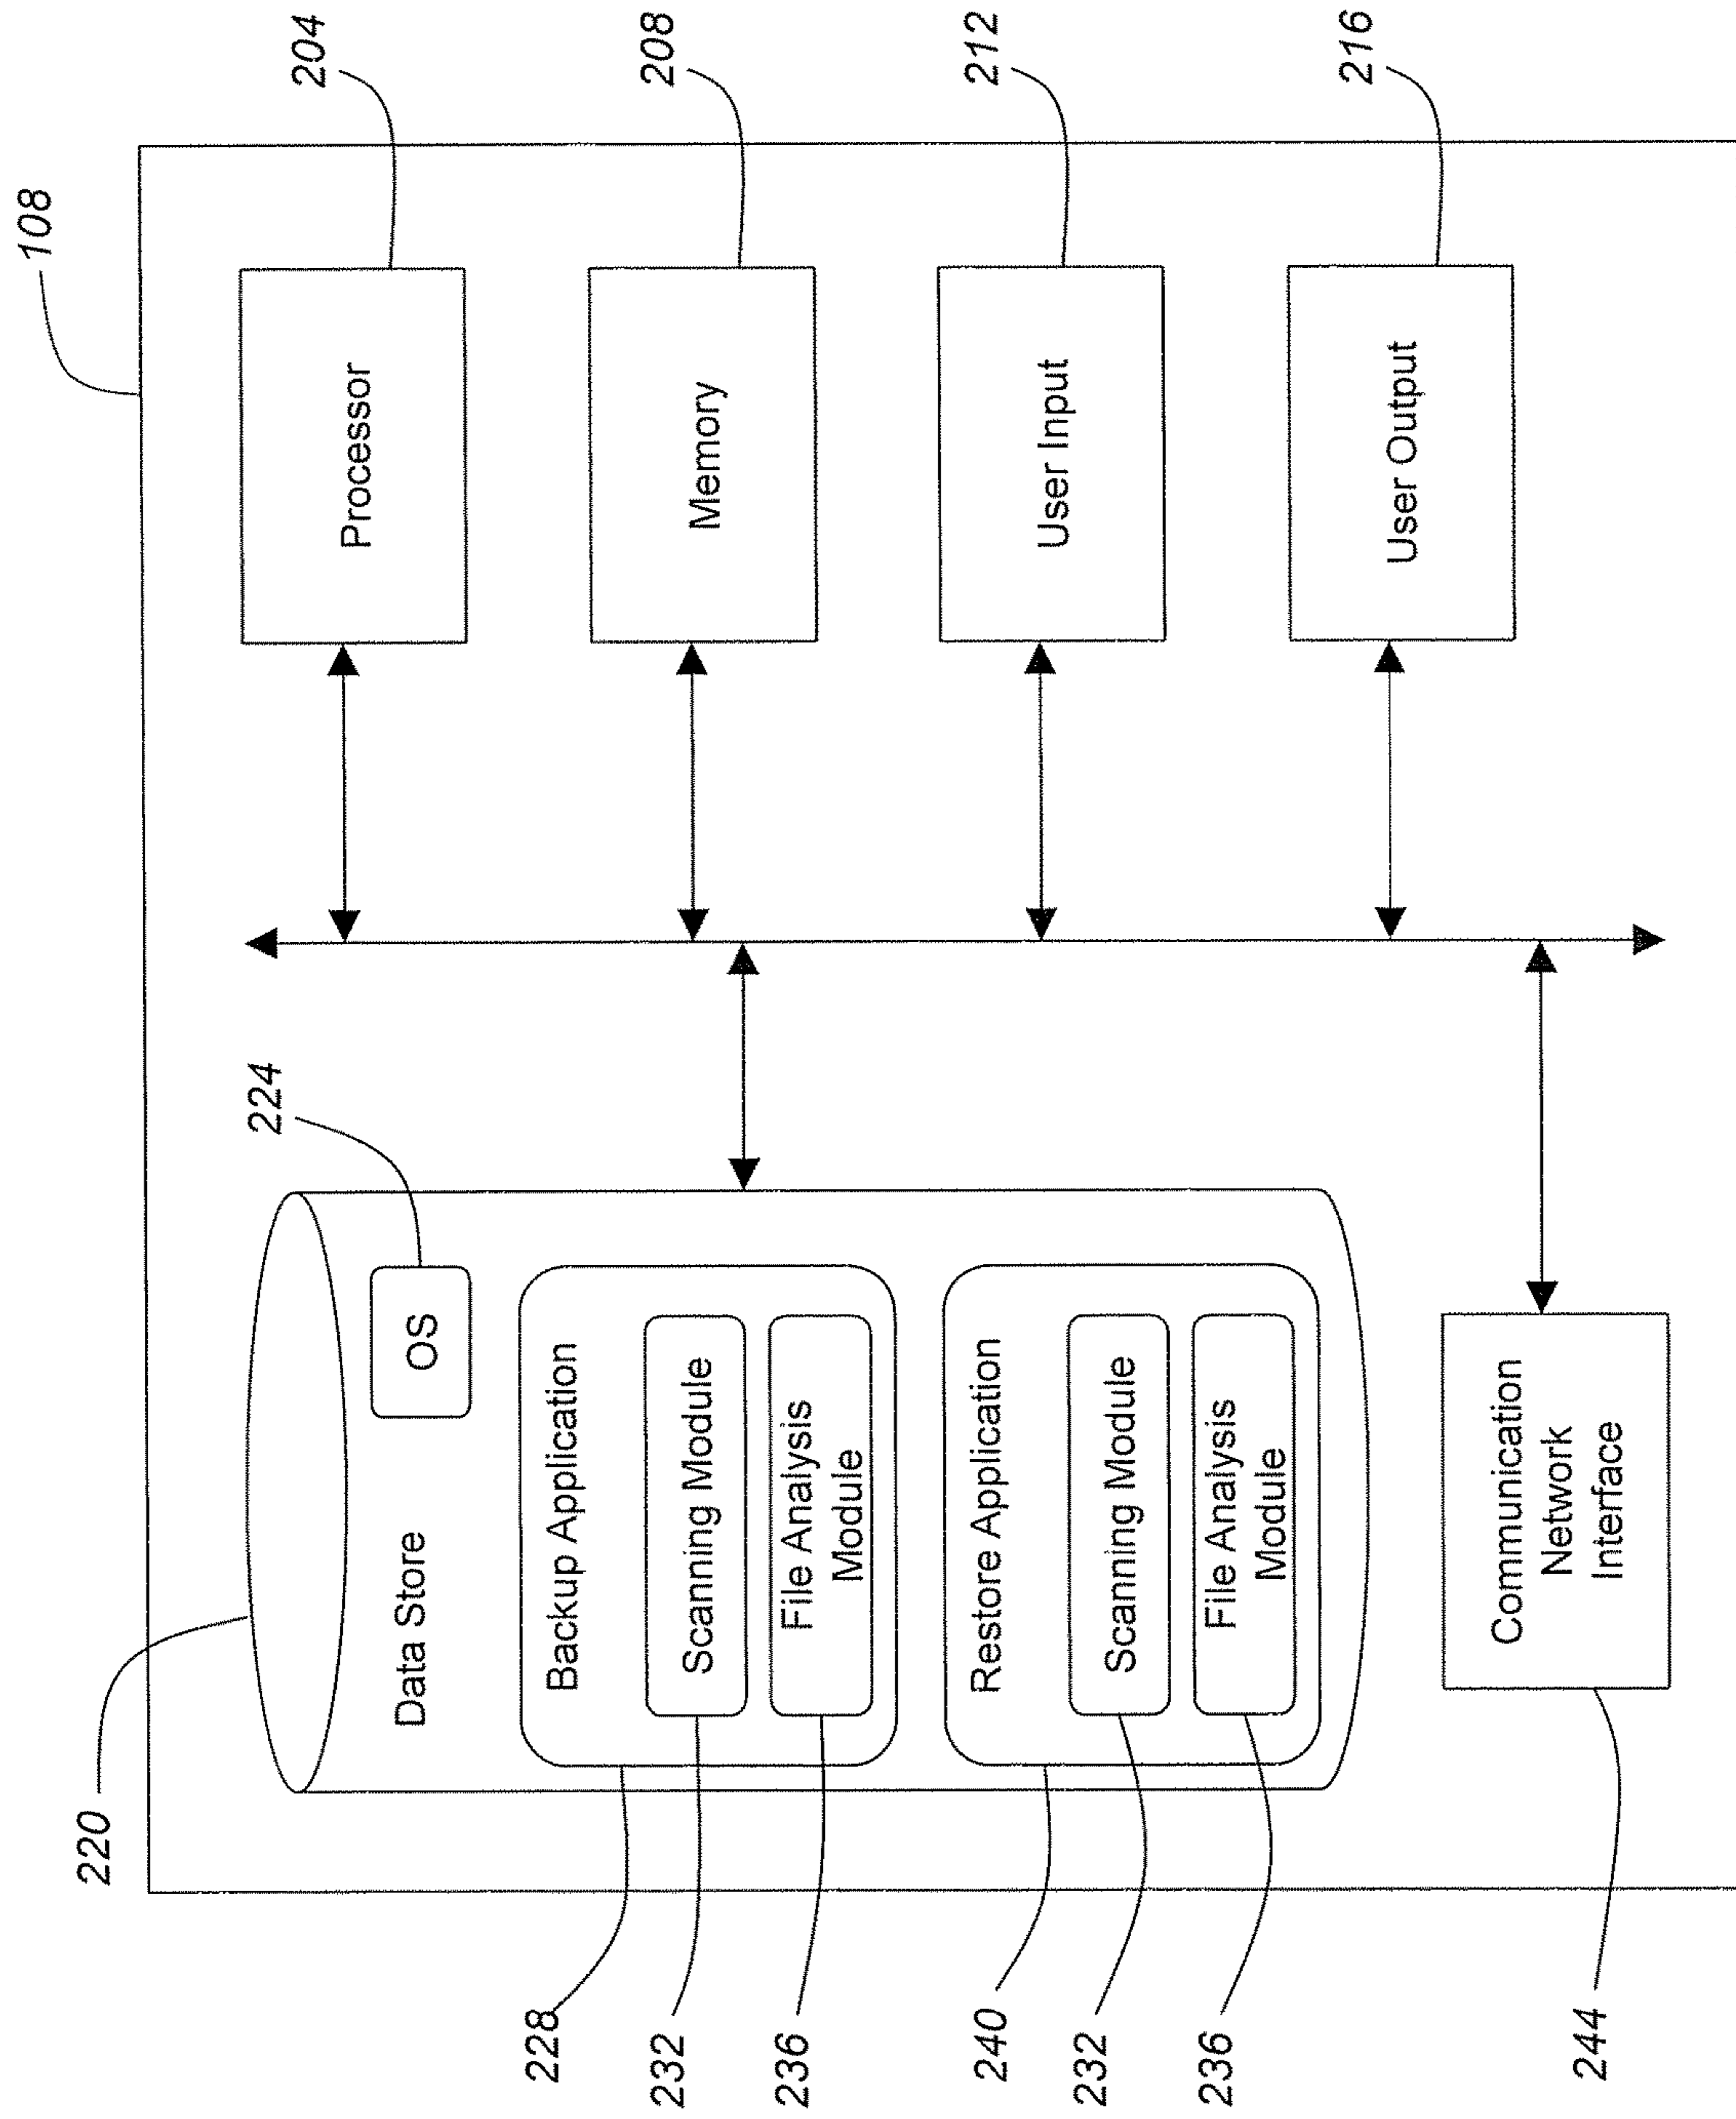 108
220
Data Store
224
OS
228
Backup Application
232
Scanning Module
236
File Analysis
Module
240
Restore Application
232
Scanning Module
236
File Analysis
Module
244
Communication
Network
Interface
Processor
204
Memory
208
User Input
212
User Output
216